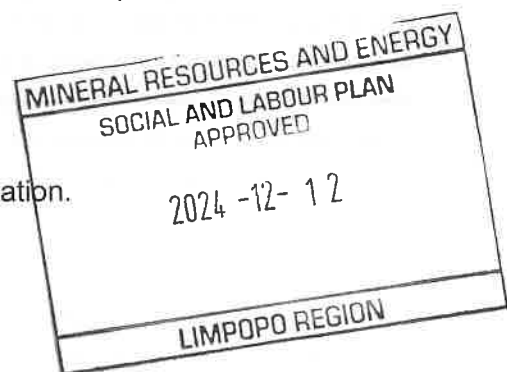 MINERAL RESOURCES AND ENERGY
SOCIAL AND LABOUR PLAN
APPROVED
ation.
2024 -12- 12
LIMPOPO REGION